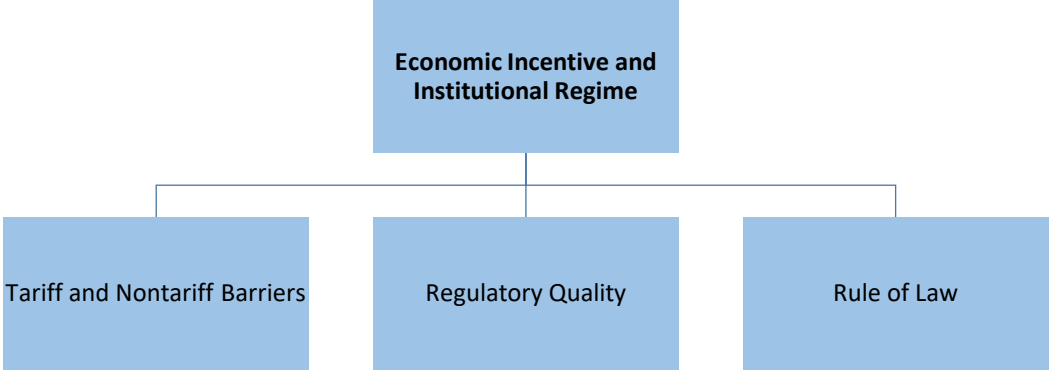 Economic Incentive and
Institutional Regime
Tariff and Nontariff Barriers
Regulatory Quality
Rule of Law